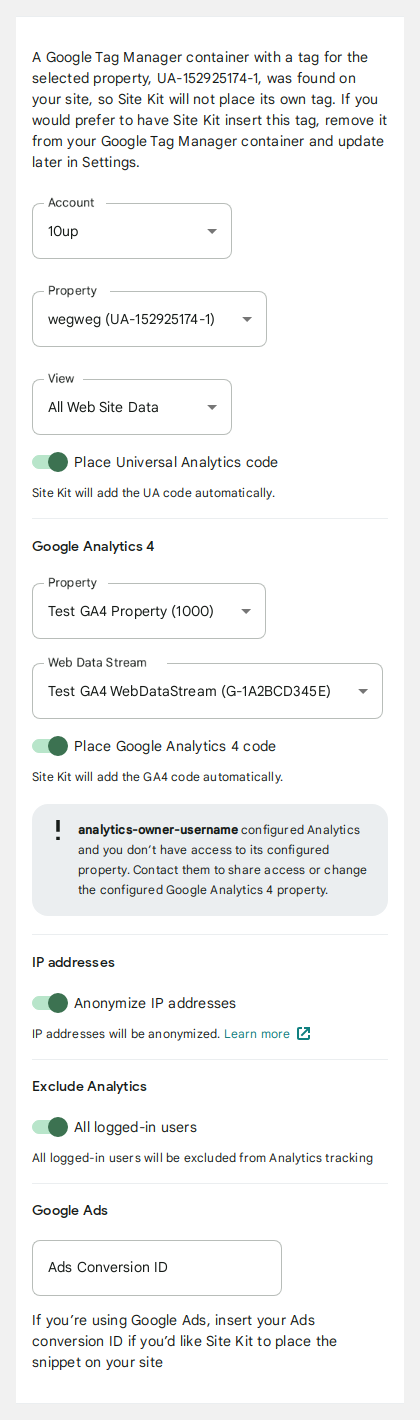 A Google Tag Manager container with a tag for the
selected property, UA-152925174-1, was found on
your site, so Site Kit will not place its own tag. If you
would prefer to have Site Kit insert this tag, remove it
from your Google Tag Manager container and update
later in Settings.
Account
10up
Property
wegweg (UA-152925174-1)
View
All Web Site Data
Place Universal Analytics code
Site Kit will add the UA code automatically.
Google Analytics 4
Property
Test GA4 Property (1000)
Web Data Stream
Test GA4 WebDataStream (G-1A2BCD345E)
Place Google Analytics 4 code
Site Kit will add the GA4 code automatically.
analytics-owner-username configured Analytics
and you don’t have access to its configured
property. Contact them to share access or change
the configured Google Analytics 4 property.
IP addresses
Anonymize IP addresses
IP addresses will be anonymized. Learn more
Exclude Analytics
All logged-in users
All logged-in users will be excluded from Analytics tracking
Google Ads
Ads Conversion ID
If you’re using Google Ads, insert your Ads
conversion ID if you’d like Site Kit to place the
snippet on your site